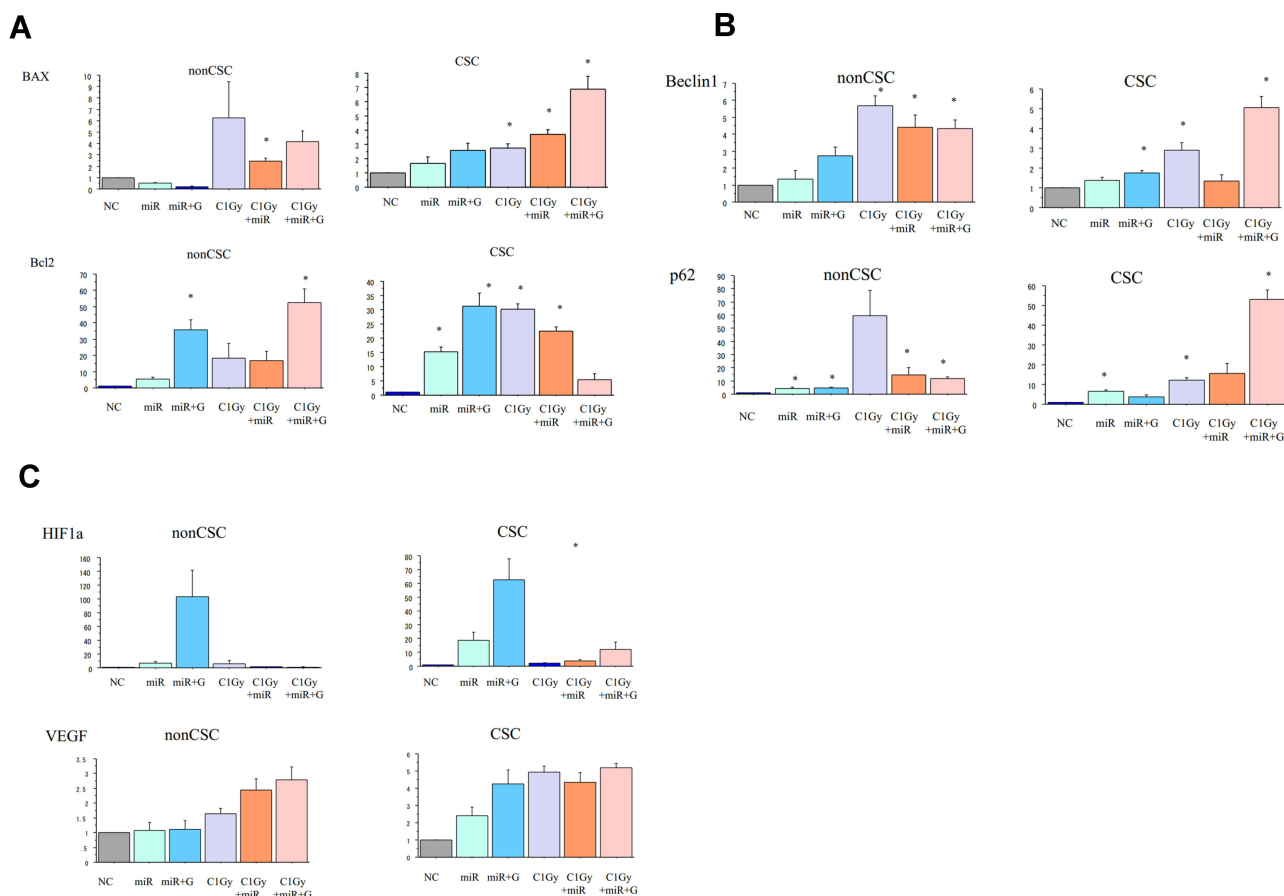 A
B
BAX
nonCSC
10
9
8
7
6
5
4
3
2
1
0
*
NC miR miR+G C1Gy C1Gy C1Gy
+miR +miR+G
CSC
8
7
6
5
4
3
2
1
0
* * *
NC miR miR+G C1Gy C1Gy C1Gy
+miR +miR+G
Beclin1
nonCSC
7
6
5
4
3
2
1
0
* * *
NC miR miR+G C1Gy C1Gy C1Gy
+miR +miR+G
CSC
6
5
4
3
2
1
0
* * *
NC miR miR+G C1Gy C1Gy C1Gy
+miR +miR+G
Bcl2
nonCSC
70
60
50
40
30
20
10
0
* *
NC miR miR+G C1Gy C1Gy C1Gy
+miR +miR+G
CSC
40
35
30
25
20
15
10
5
0
* * * *
NC miR miR+G C1Gy C1Gy C1Gy
+miR +miR+G
p62
nonCSC
90
80
70
60
50
40
30
20
10
0
* * * *
NC miR miR+G C1Gy C1Gy C1Gy
+miR +miR+G
CSC
60
50
40
30
20
10
0
* * *
NC miR miR+G C1Gy C1Gy C1Gy
+miR +miR+G
C
HIF1a
nonCSC
160
140
120
100
80
60
40
20
0
NC miR miR+G C1Gy C1Gy C1Gy
+miR +miR+G
CSC
80
70
60
50
40
30
20
10
0
*
NC miR miR+G C1Gy C1Gy C1Gy
+miR +miR+G
VEGF
nonCSC
3.5
3
2.5
2
1.5
1
.5
0
NC miR miR+G C1Gy C1Gy C1Gy
+miR +miR+G
CSC
6
5
4
3
2
1
0
NC miR miR+G C1Gy C1Gy C1Gy
+miR +miR+G